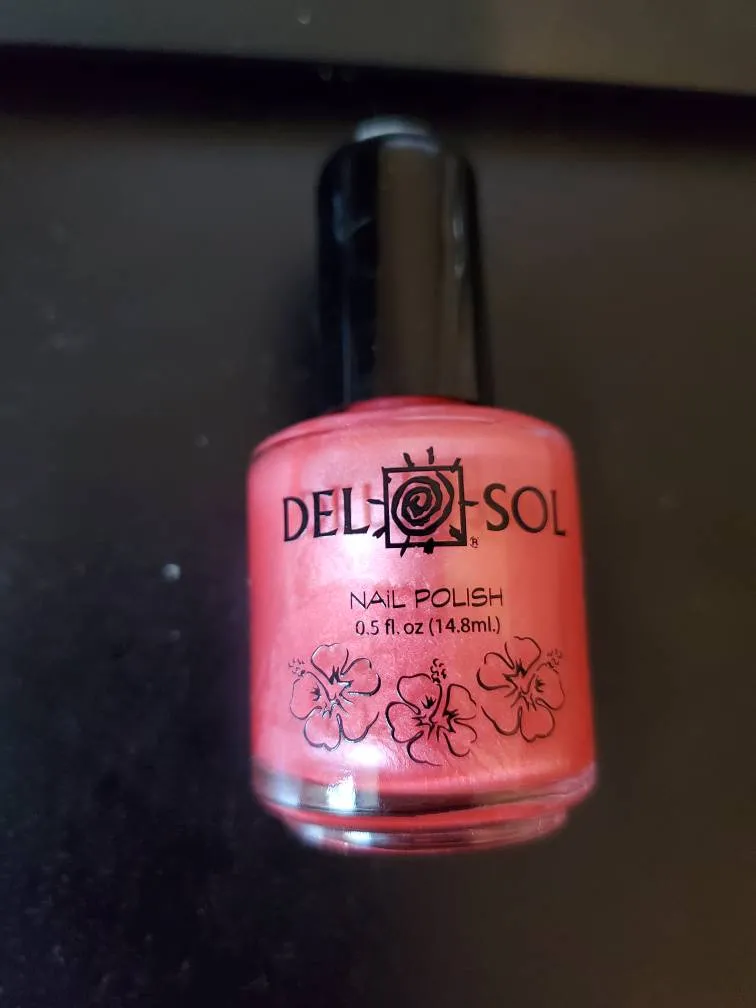 DEL SOL®
NAiL POLISH
0.5 fl. oz (14.8ml.)